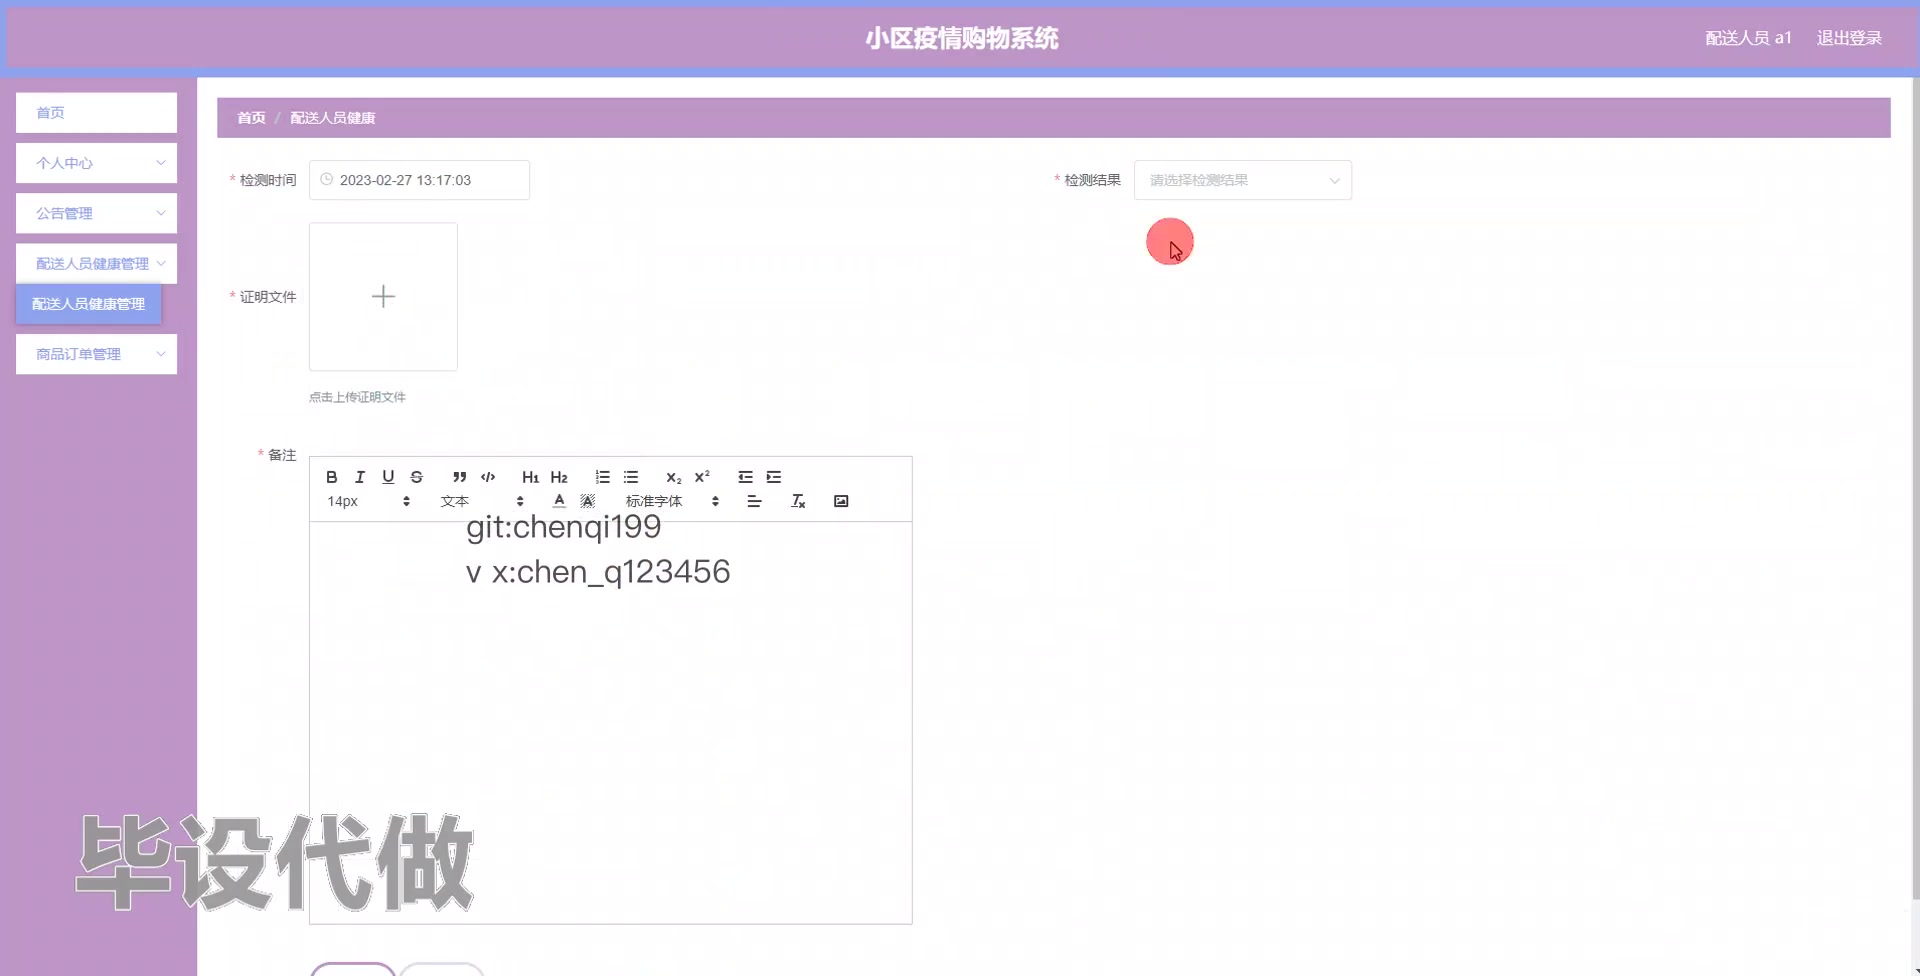 小区疫情购物系统
配送人员 a1 退出登录
首页
个人中心
公告管理
配送人员健康管理
配送人员健康管理
商品订单管理
首页 / 配送人员健康
* 检测时间 2023-02-27 13:17:03
* 检测结果 请选择检测结果
* 证明文件
点击上传证明文件
* 备注
B I U S ” </> H1 H2 x₂ x²
14px 文本 A A 标准字体 Tx
git:chenqi199
v x:chen_q123456
毕设代做